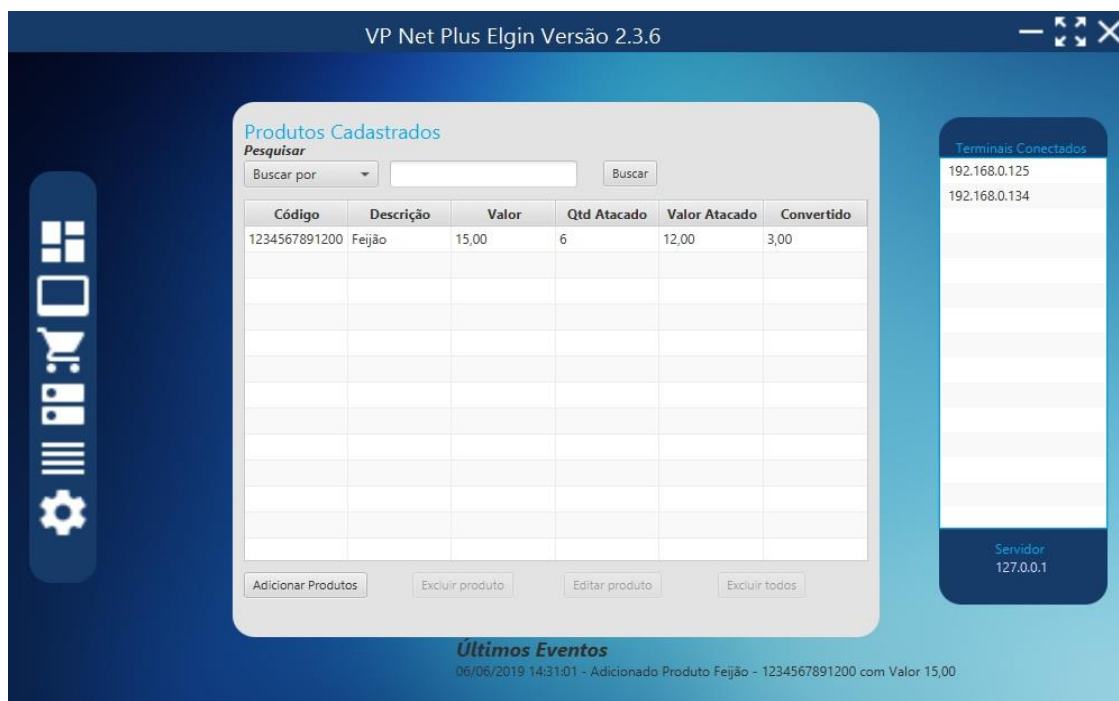 VP Net Plus Elgin Versão 2.3.6
Produtos Cadastrados
Pesquisar
Buscar por
Buscar
Código Descrição Valor Qtd Atacado Valor Atacado Convertido
1234567891200 Feijão 15,00 6 12,00 3,00
Adicionar Produtos Excluir produto Editar produto Excluir todos
Terminais Conectados
192.168.0.125
192.168.0.134
Servidor
127.0.0.1
Últimos Eventos
06/06/2019 14:31:01 - Adicionado Produto Feijão - 1234567891200 com Valor 15,00